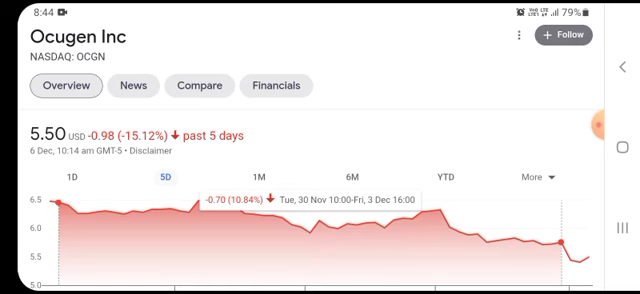 8:44
79%
Ocugen Inc
+ Follow
NASDAQ: OCGN
Overview
News
Compare
Financials
5.50 USD -0.98 (-15.12%) past 5 days
6 Dec, 10:14 am GMT-5 • Disclaimer
1D
5D
1M
6M
YTD
More
-0.70 (10.84%) Tue, 30 Nov 10:00-Fri, 3 Dec 16:00
6.5
6.0
5.5
5.0